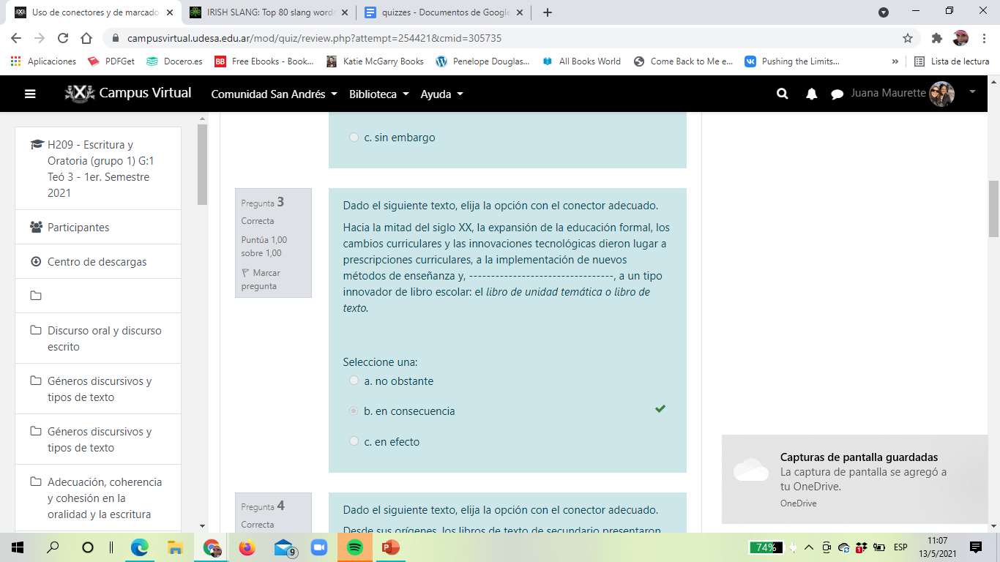 Uso de conectores y de marcado
IRISH SLANG: Top 80 slang words
quizzes - Documentos de Google
campusvirtual.udesa.edu.ar/mod/quiz/review.php?attempt=254421&cmid=305735
Aplicaciones
PDFGet
Docero.es
BB
Free Ebooks - Book...
Katie McGarry Books
Penelope Douglas...
All Books World
Come Back to Me e...
Pushing the Limits...
»
Lista de lectura
Campus Virtual
Comunidad San Andrés
Biblioteca
Ayuda
Juana Maurette
H209 - Escritura y
Oratoria (grupo 1) G:1
Teó 3 - 1er. Semestre
2021
Participantes
Centro de descargas
Discurso oral y discurso
escrito
Géneros discursivos y
tipos de texto
Géneros discursivos y
tipos de texto
Adecuación, coherencia
y cohesión en la
oralidad y la escritura
c. sin embargo
Pregunta 3
Correcta
Puntúa 1,00
sobre 1,00
Marcar
pregunta
Dado el siguiente texto, elija la opción con el conector adecuado.
Hacia la mitad del siglo XX, la expansión de la educación formal, los
cambios curriculares y las innovaciones tecnológicas dieron lugar a
prescripciones curriculares, a la implementación de nuevos
métodos de enseñanza y, ---------------------------------, a un tipo
innovador de libro escolar: el libro de unidad temática o libro de
texto.
Seleccione una:
a. no obstante
b. en consecuencia
c. en efecto
Pregunta 4
Correcta
Dado el siguiente texto, elija la opción con el conector adecuado.
Desde sus orígenes, los libros de texto de secundario presentaron
Capturas de pantalla guardadas
La captura de pantalla se agregó a
tu OneDrive.
OneDrive
9
74%
ESP
11:07
13/5/2021